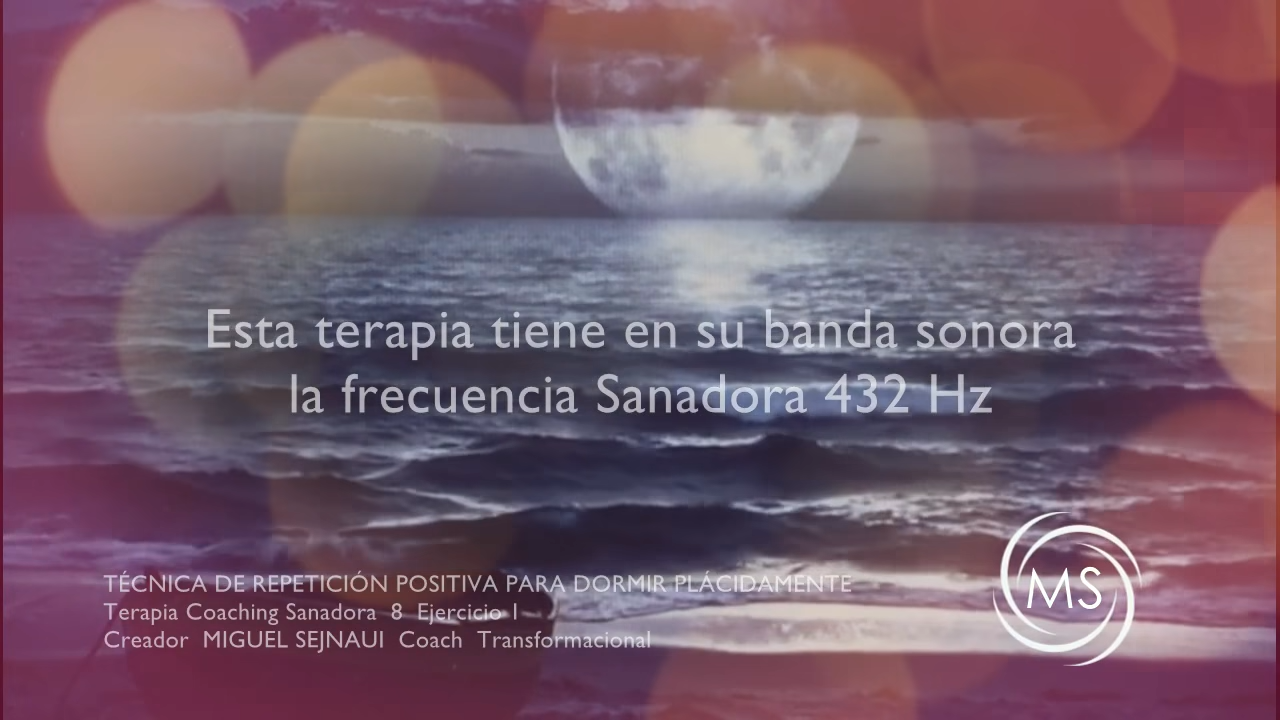 Esta terapia tiene en su banda sonora
la frecuencia Sanadora 432 Hz
TÉCNICA DE REPETICIÓN POSITIVA PARA DORMIR PLÁCIDAMENTE
Terapia Coaching Sanadora 8 Ejercicio 1
Creador MIGUEL SEJNAUI Coach Transformacional
MS